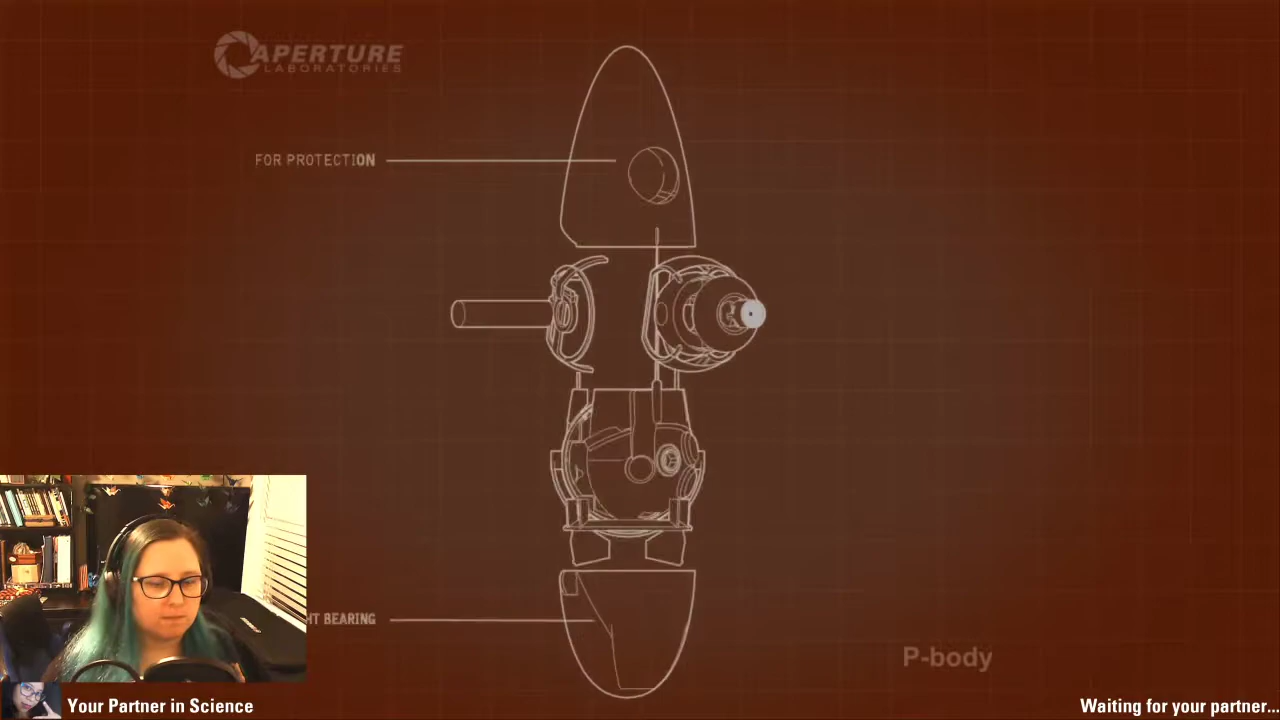 APERTURE
LABORATORIES
FOR PROTECTION
HT BEARING
P-body
Your Partner in Science
Waiting for your partner...